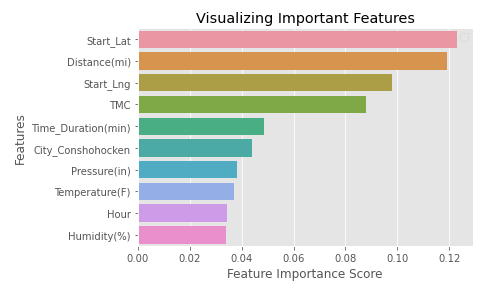 Visualizing Important Features
Start_Lat
Distance(mi)
Start_Lng
TMC
Time_Duration(min)
City_Conshohocken
Pressure(in)
Temperature(F)
Hour
Humidity(%)
Features
0.00 0.02 0.04 0.06 0.08 0.10 0.12
Feature Importance Score